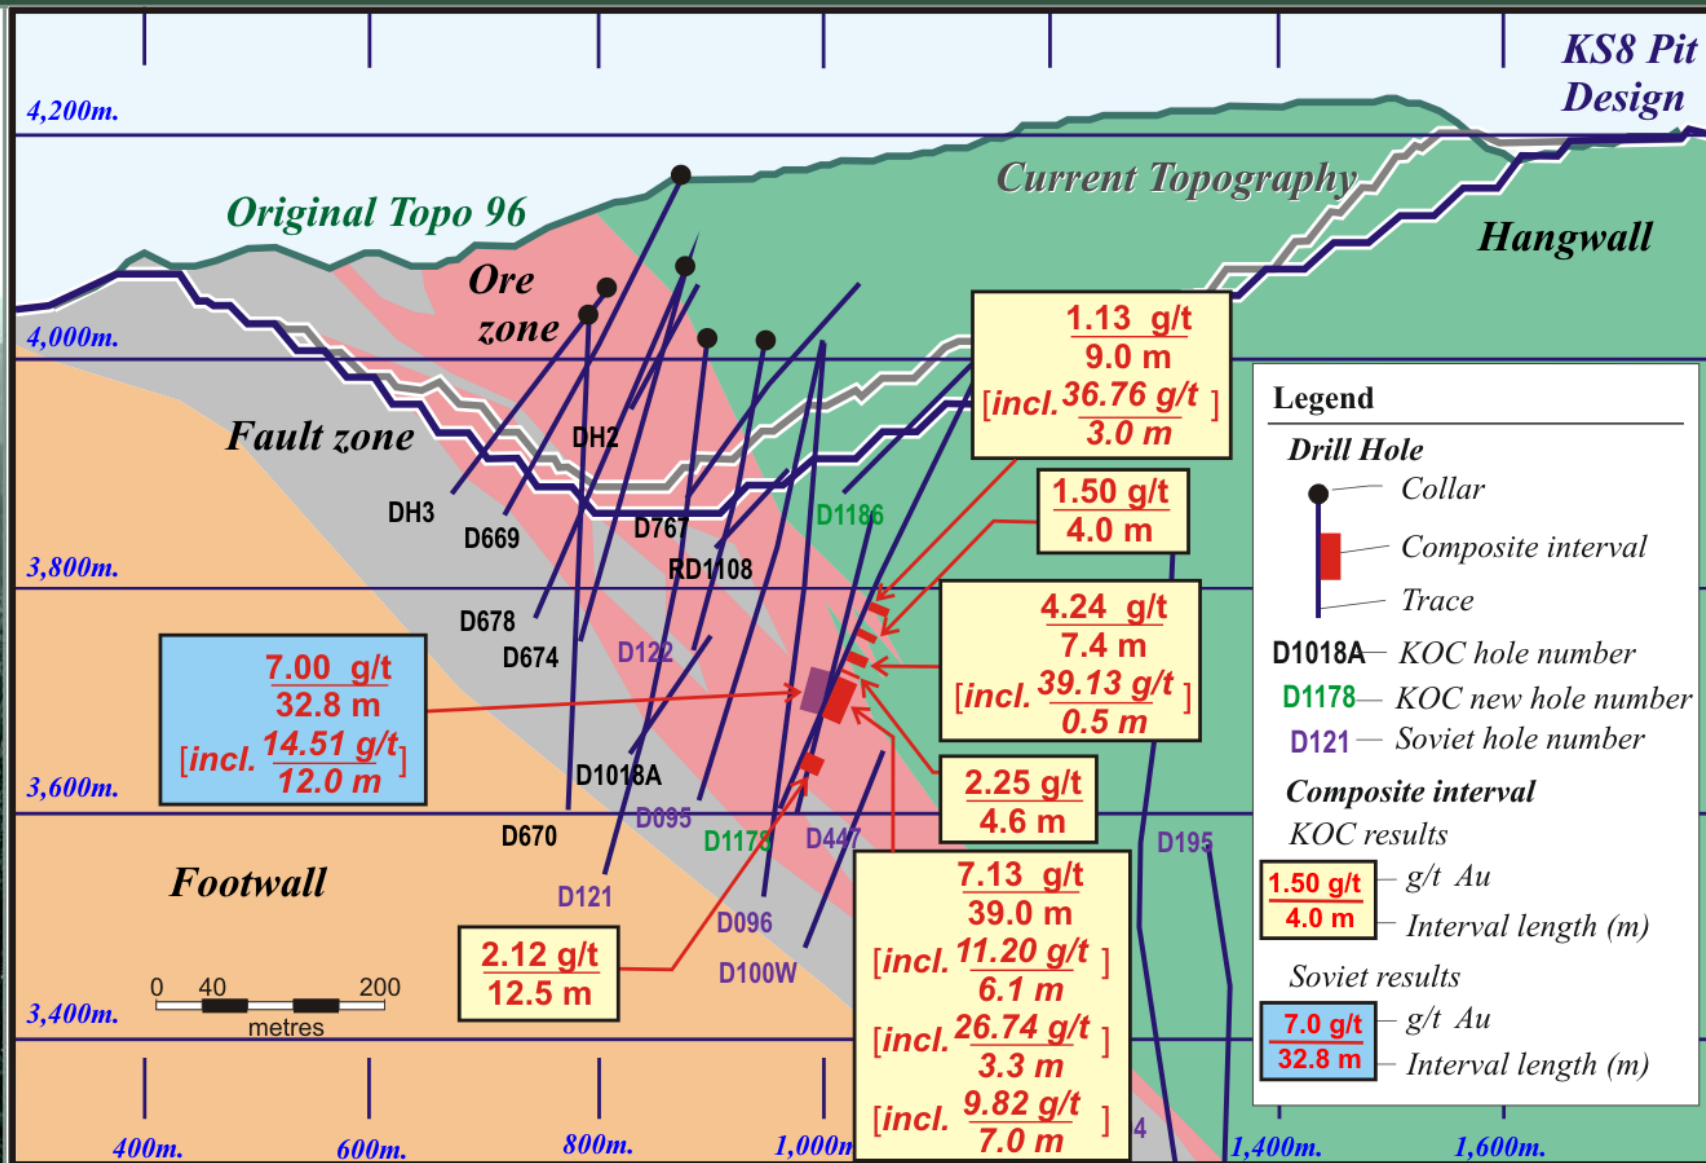 KS8 Pit
Design
4,200m.
Current Topography
Original Topo 96
Hangwall
Ore
zone
4,000m.
Fault zone
DH2
DH3
D669
D767
D1186
RD1108
3,800m.
D678
D674
D122
1.13 g/t
9.0 m
[incl. 36.76 g/t ]
3.0 m
1.50 g/t
4.0 m
4.24 g/t
7.4 m
[incl. 39.13 g/t ]
0.5 m
7.00 g/t
32.8 m
[incl. 14.51 g/t]
12.0 m
2.25 g/t
4.6 m
3,600m.
D1018A
D095
D670
D1178
D447
D195
Footwall
D121
D096
D100W
2.12 g/t
12.5 m
7.13 g/t
39.0 m
[incl. 11.20 g/t ]
6.1 m
[incl. 26.74 g/t ]
3.3 m
[incl. 9.82 g/t ]
7.0 m
0 40 200
metres
3,400m.
4
400m.
600m.
800m.
1,000m
1,400m.
1,600m.
Legend
Drill Hole
Collar
Composite interval
Trace
D1018A KOC hole number
D1178 KOC new hole number
D121 Soviet hole number
Composite interval
KOC results
1.50 g/t g/t Au
4.0 m Interval length (m)
Soviet results
7.0 g/t g/t Au
32.8 m Interval length (m)